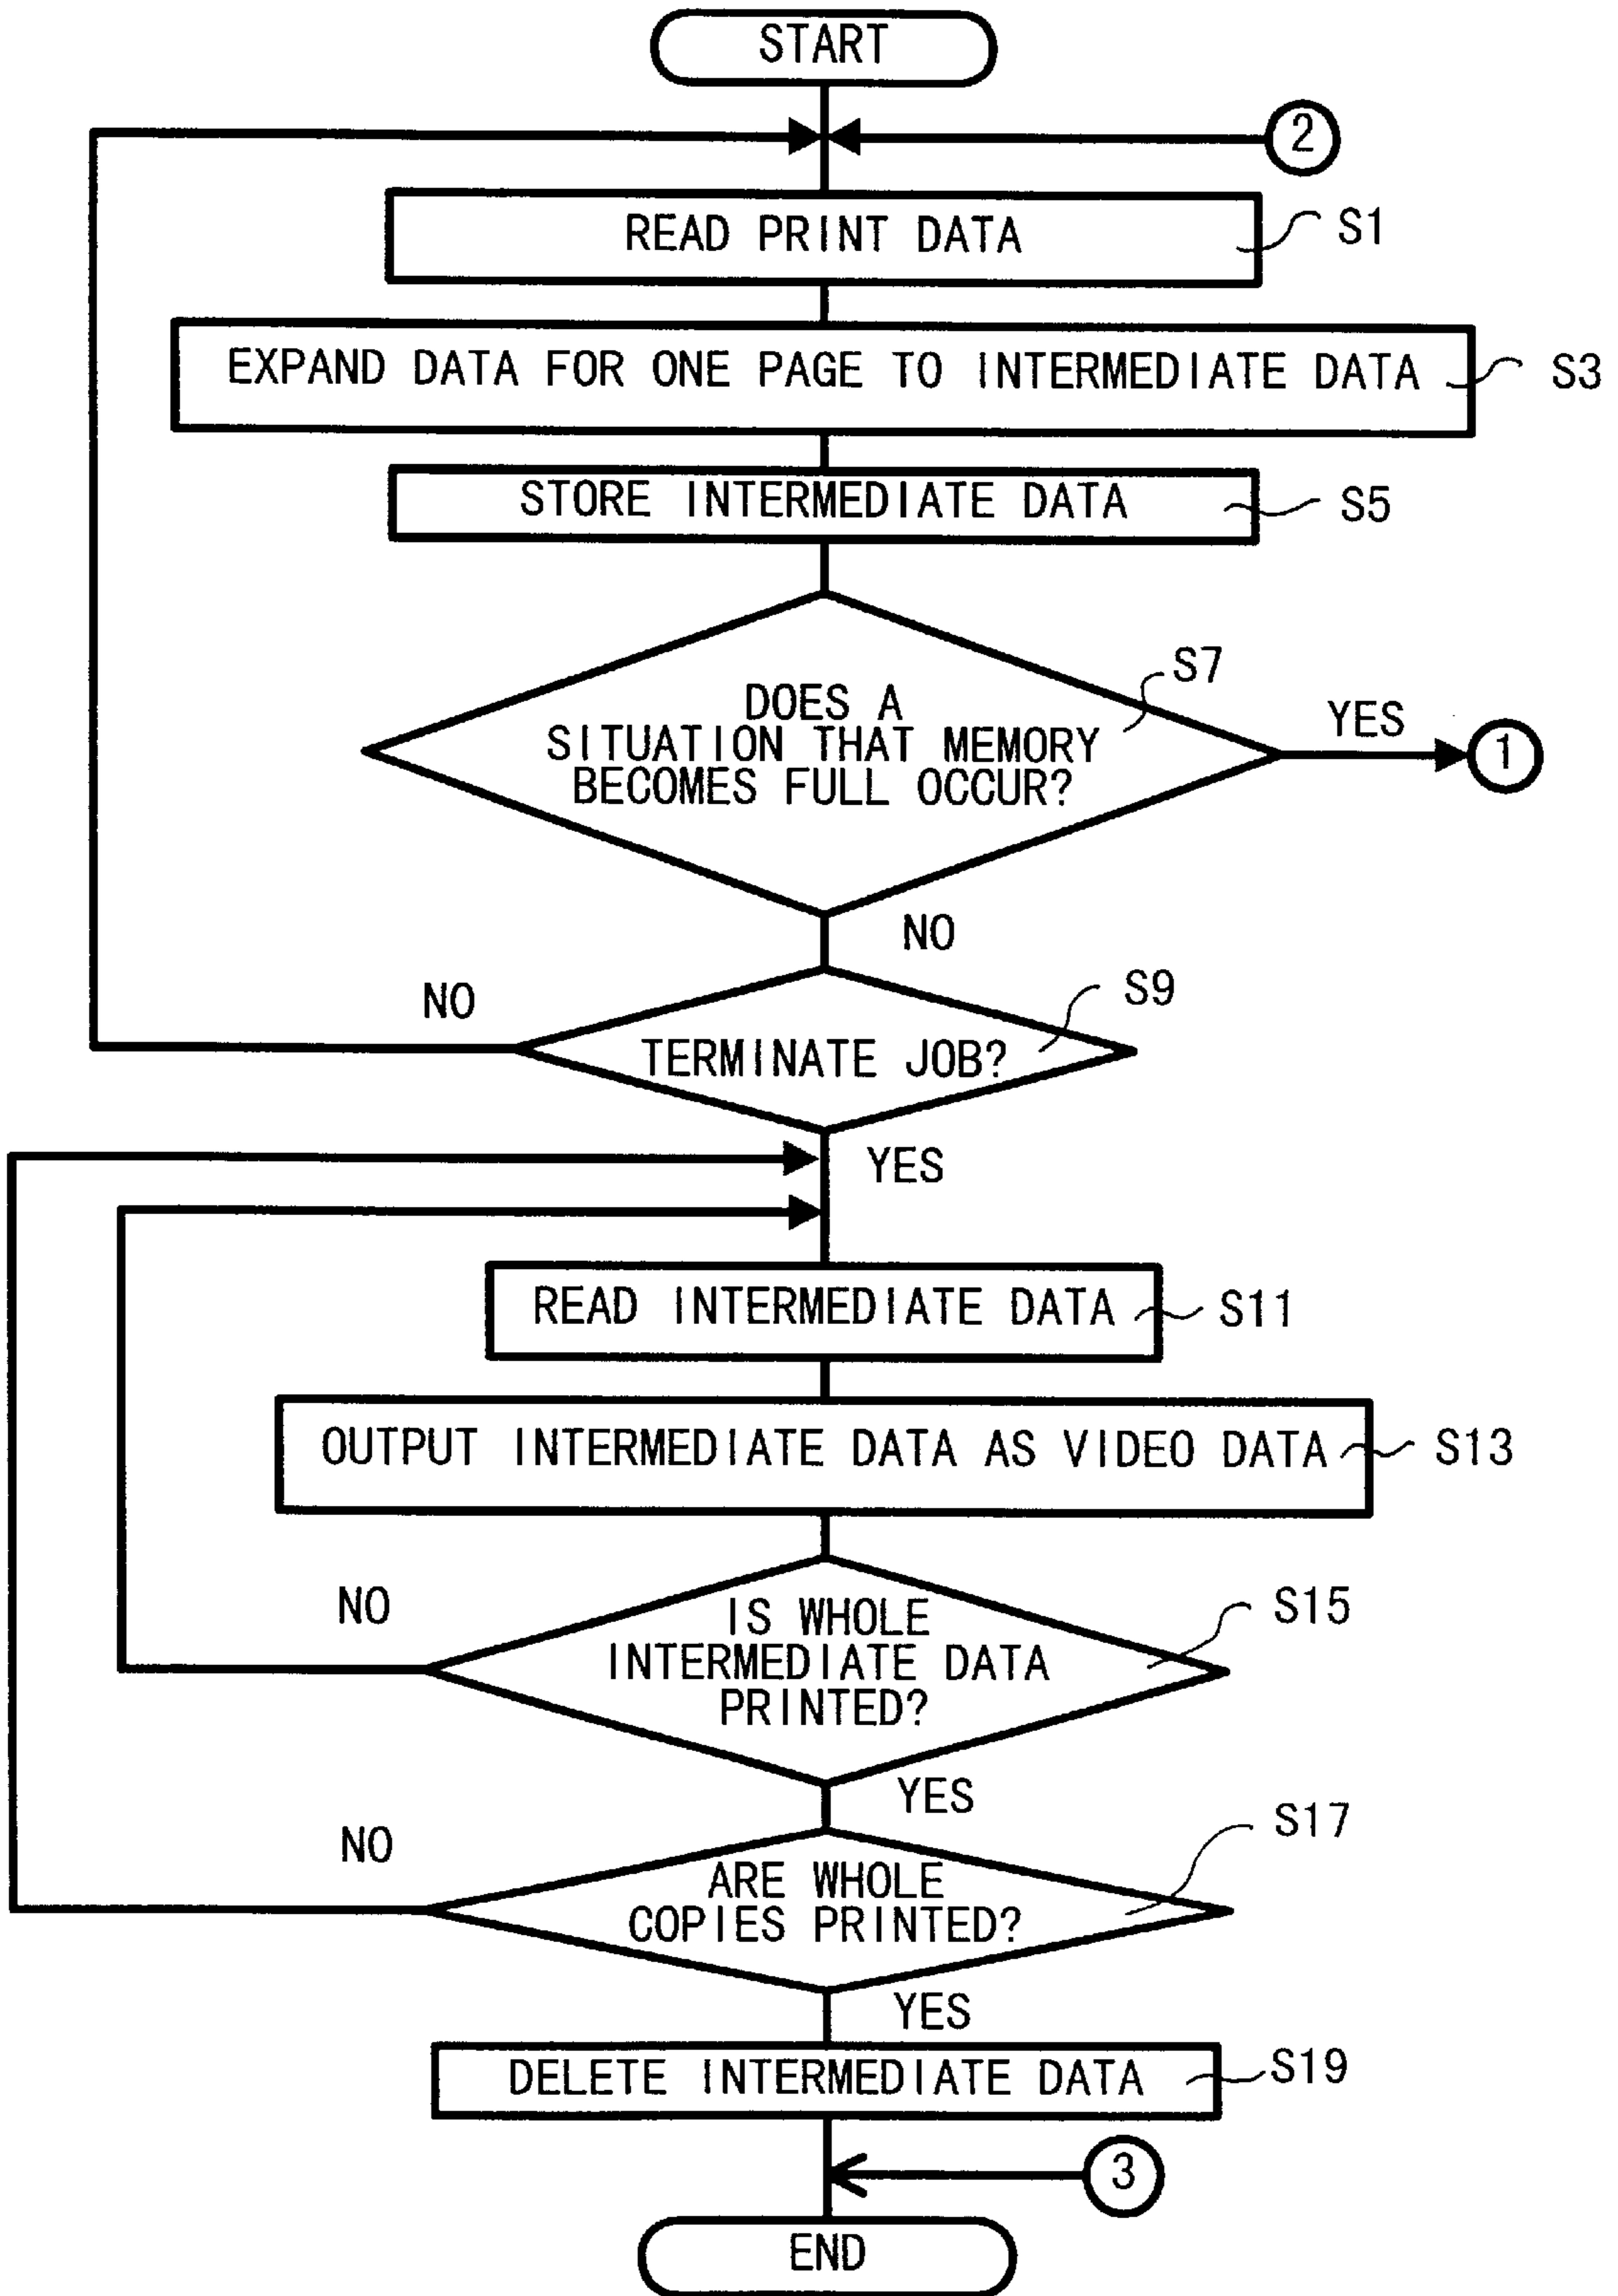 START
2
READ PRINT DATA
S1
EXPAND DATA FOR ONE PAGE TO INTERMEDIATE DATA
S3
STORE INTERMEDIATE DATA
S5
S7
DOES A
SITUATION THAT MEMORY
BECOMES FULL OCCUR?
YES
1
NO
NO
S9
TERMINATE JOB?
YES
READ INTERMEDIATE DATA
S11
OUTPUT INTERMEDIATE DATA AS VIDEO DATA
S13
NO
IS WHOLE
INTERMEDIATE DATA
PRINTED?
S15
YES
NO
S17
ARE WHOLE
COPIES PRINTED?
YES
DELETE INTERMEDIATE DATA
S19
3
END